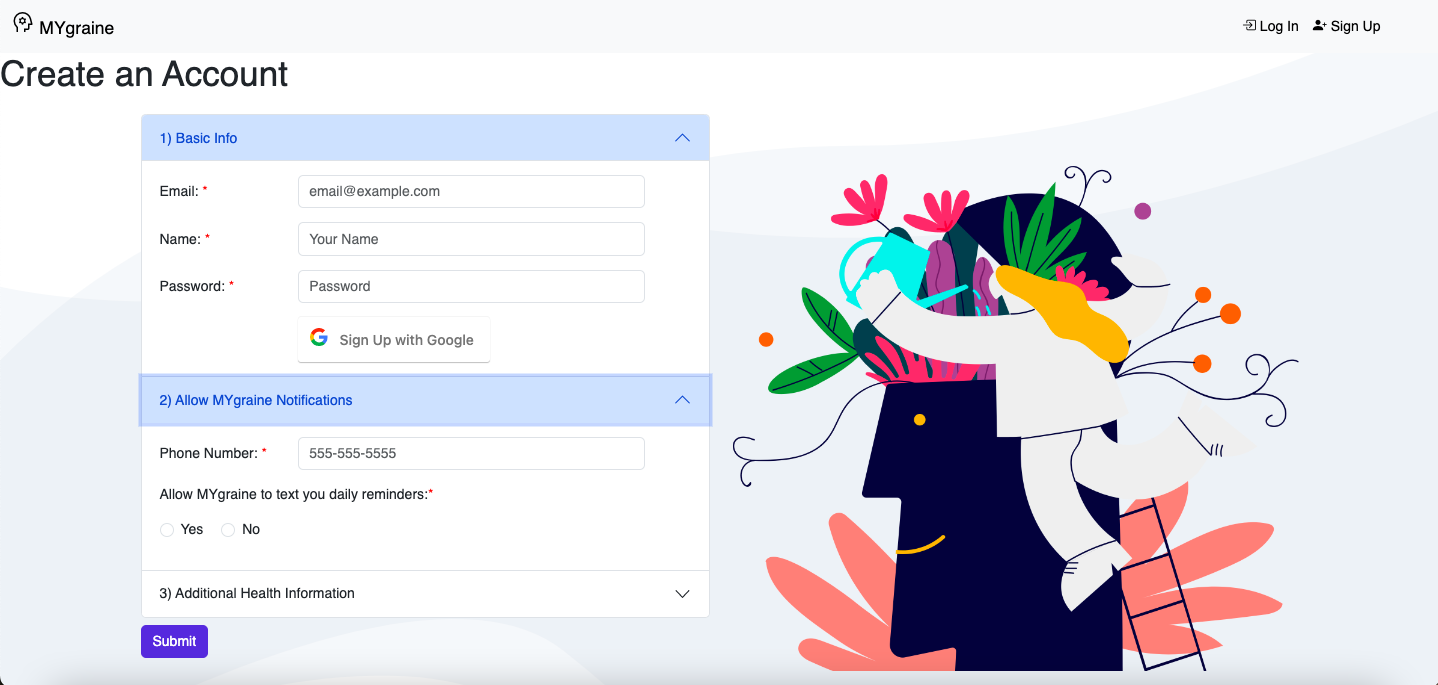 MYgraine
Log In Sign Up
Create an Account
1) Basic Info
Email: * email@example.com
Name: * Your Name
Password: * Password
Sign Up with Google
2) Allow MYgraine Notifications
Phone Number: * 555-555-5555
Allow MYgraine to text you daily reminders:*
Yes No
3) Additional Health Information
Submit